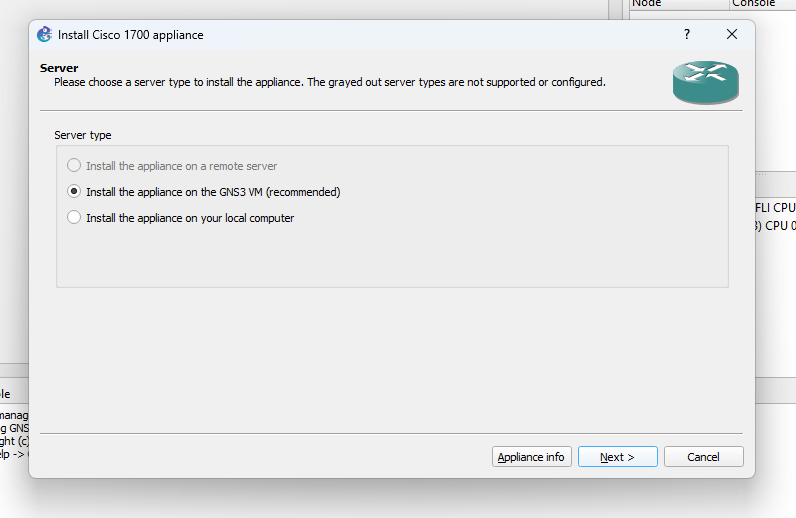 Node
Console
Install Cisco 1700 appliance
?
Server
Please choose a server type to install the appliance. The grayed out server types are not supported or configured.
Server type
Install the appliance on a remote server
Install the appliance on the GNS3 VM (recommended)
Install the appliance on your local computer
FLI CPU
) CPU 0
le
manag
g GNS
ght (c)
elp ->
Appliance info
Next >
Cancel